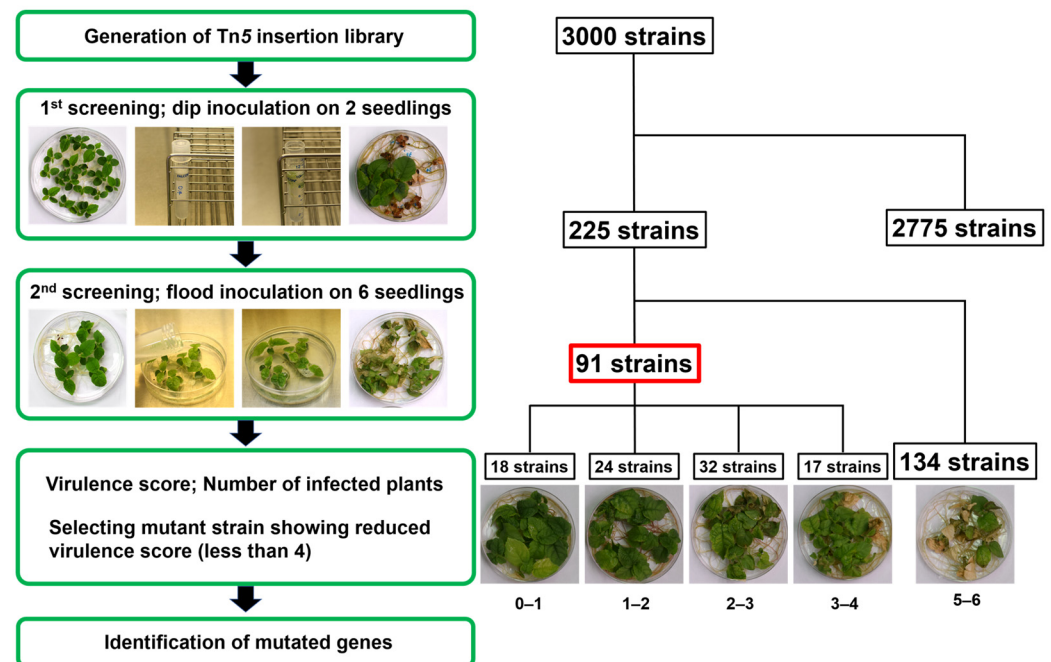 Generation of Tn5 insertion library
1st screening; dip inoculation on 2 seedlings
2nd screening; flood inoculation on 6 seedlings
Virulence score; Number of infected plants
Selecting mutant strain showing reduced
virulence score (less than 4)
Identification of mutated genes
3000 strains
225 strains
2775 strains
91 strains
18 strains
24 strains
32 strains
17 strains
134 strains
0–1
1–2
2–3
3–4
5–6